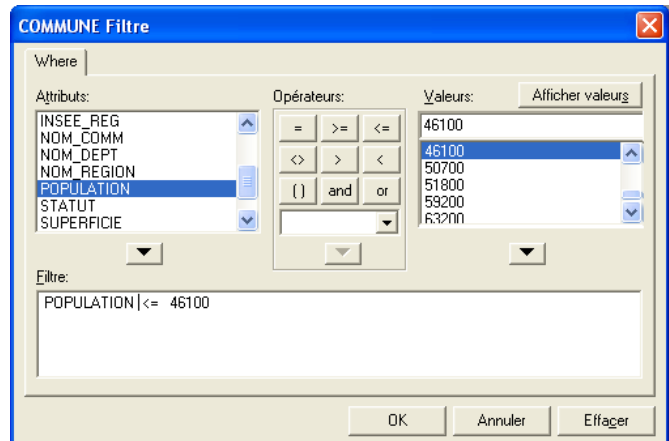 COMMUNE Filtre
Where
Attributs:
Opérateurs:
Valeurs:
Afficher valeurs
INSEE_REG
NOM_COMM
NOM_DEPT
NOM_REGION
POPULATION
STATUT
SUPERFICIE
= >= <=
<> > <
( ) and or
46100
46100
50700
51800
59200
63200
Filtre:
POPULATION <= 46100
OK
Annuler
Effacer